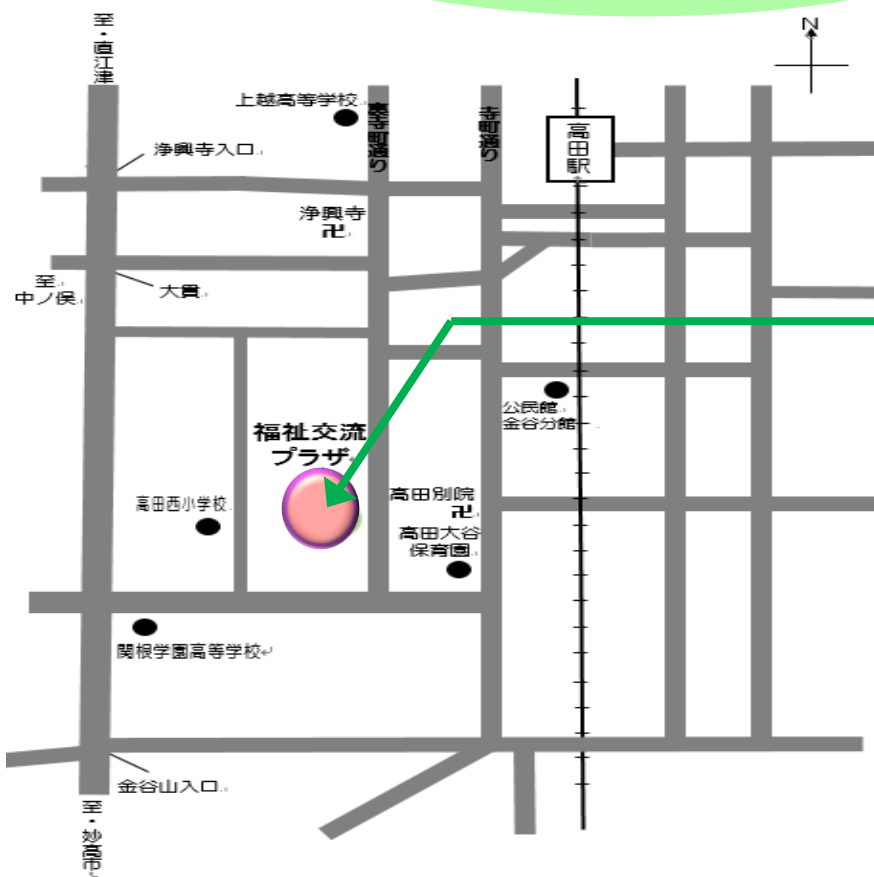 至・直江津
N
上越高等学校
裏寺町通り
寺町通り
高田駅
浄興寺入口
浄興寺
卍
至
中ノ俣
大貫
公民館
金谷分館
福祉交流
プラザ
高田西小学校
高田別院
卍
高田大谷
保育園
関根学園高等学校
金谷山入口
至・妙高市